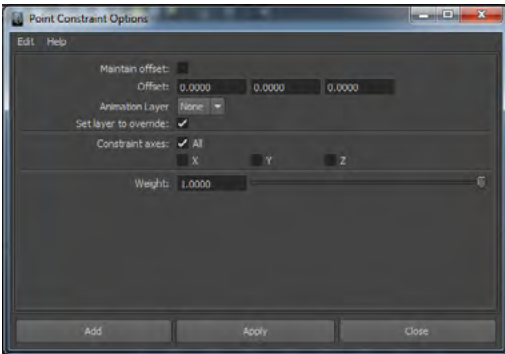 Point Constraint Options
Edit Help
Maintain offset:
Offset: 0.0000 0.0000 0.0000
Animation Layer None
Set layer to override:
Constraint axes: All
X Y Z
Weight: 1.0000
Add Apply Close